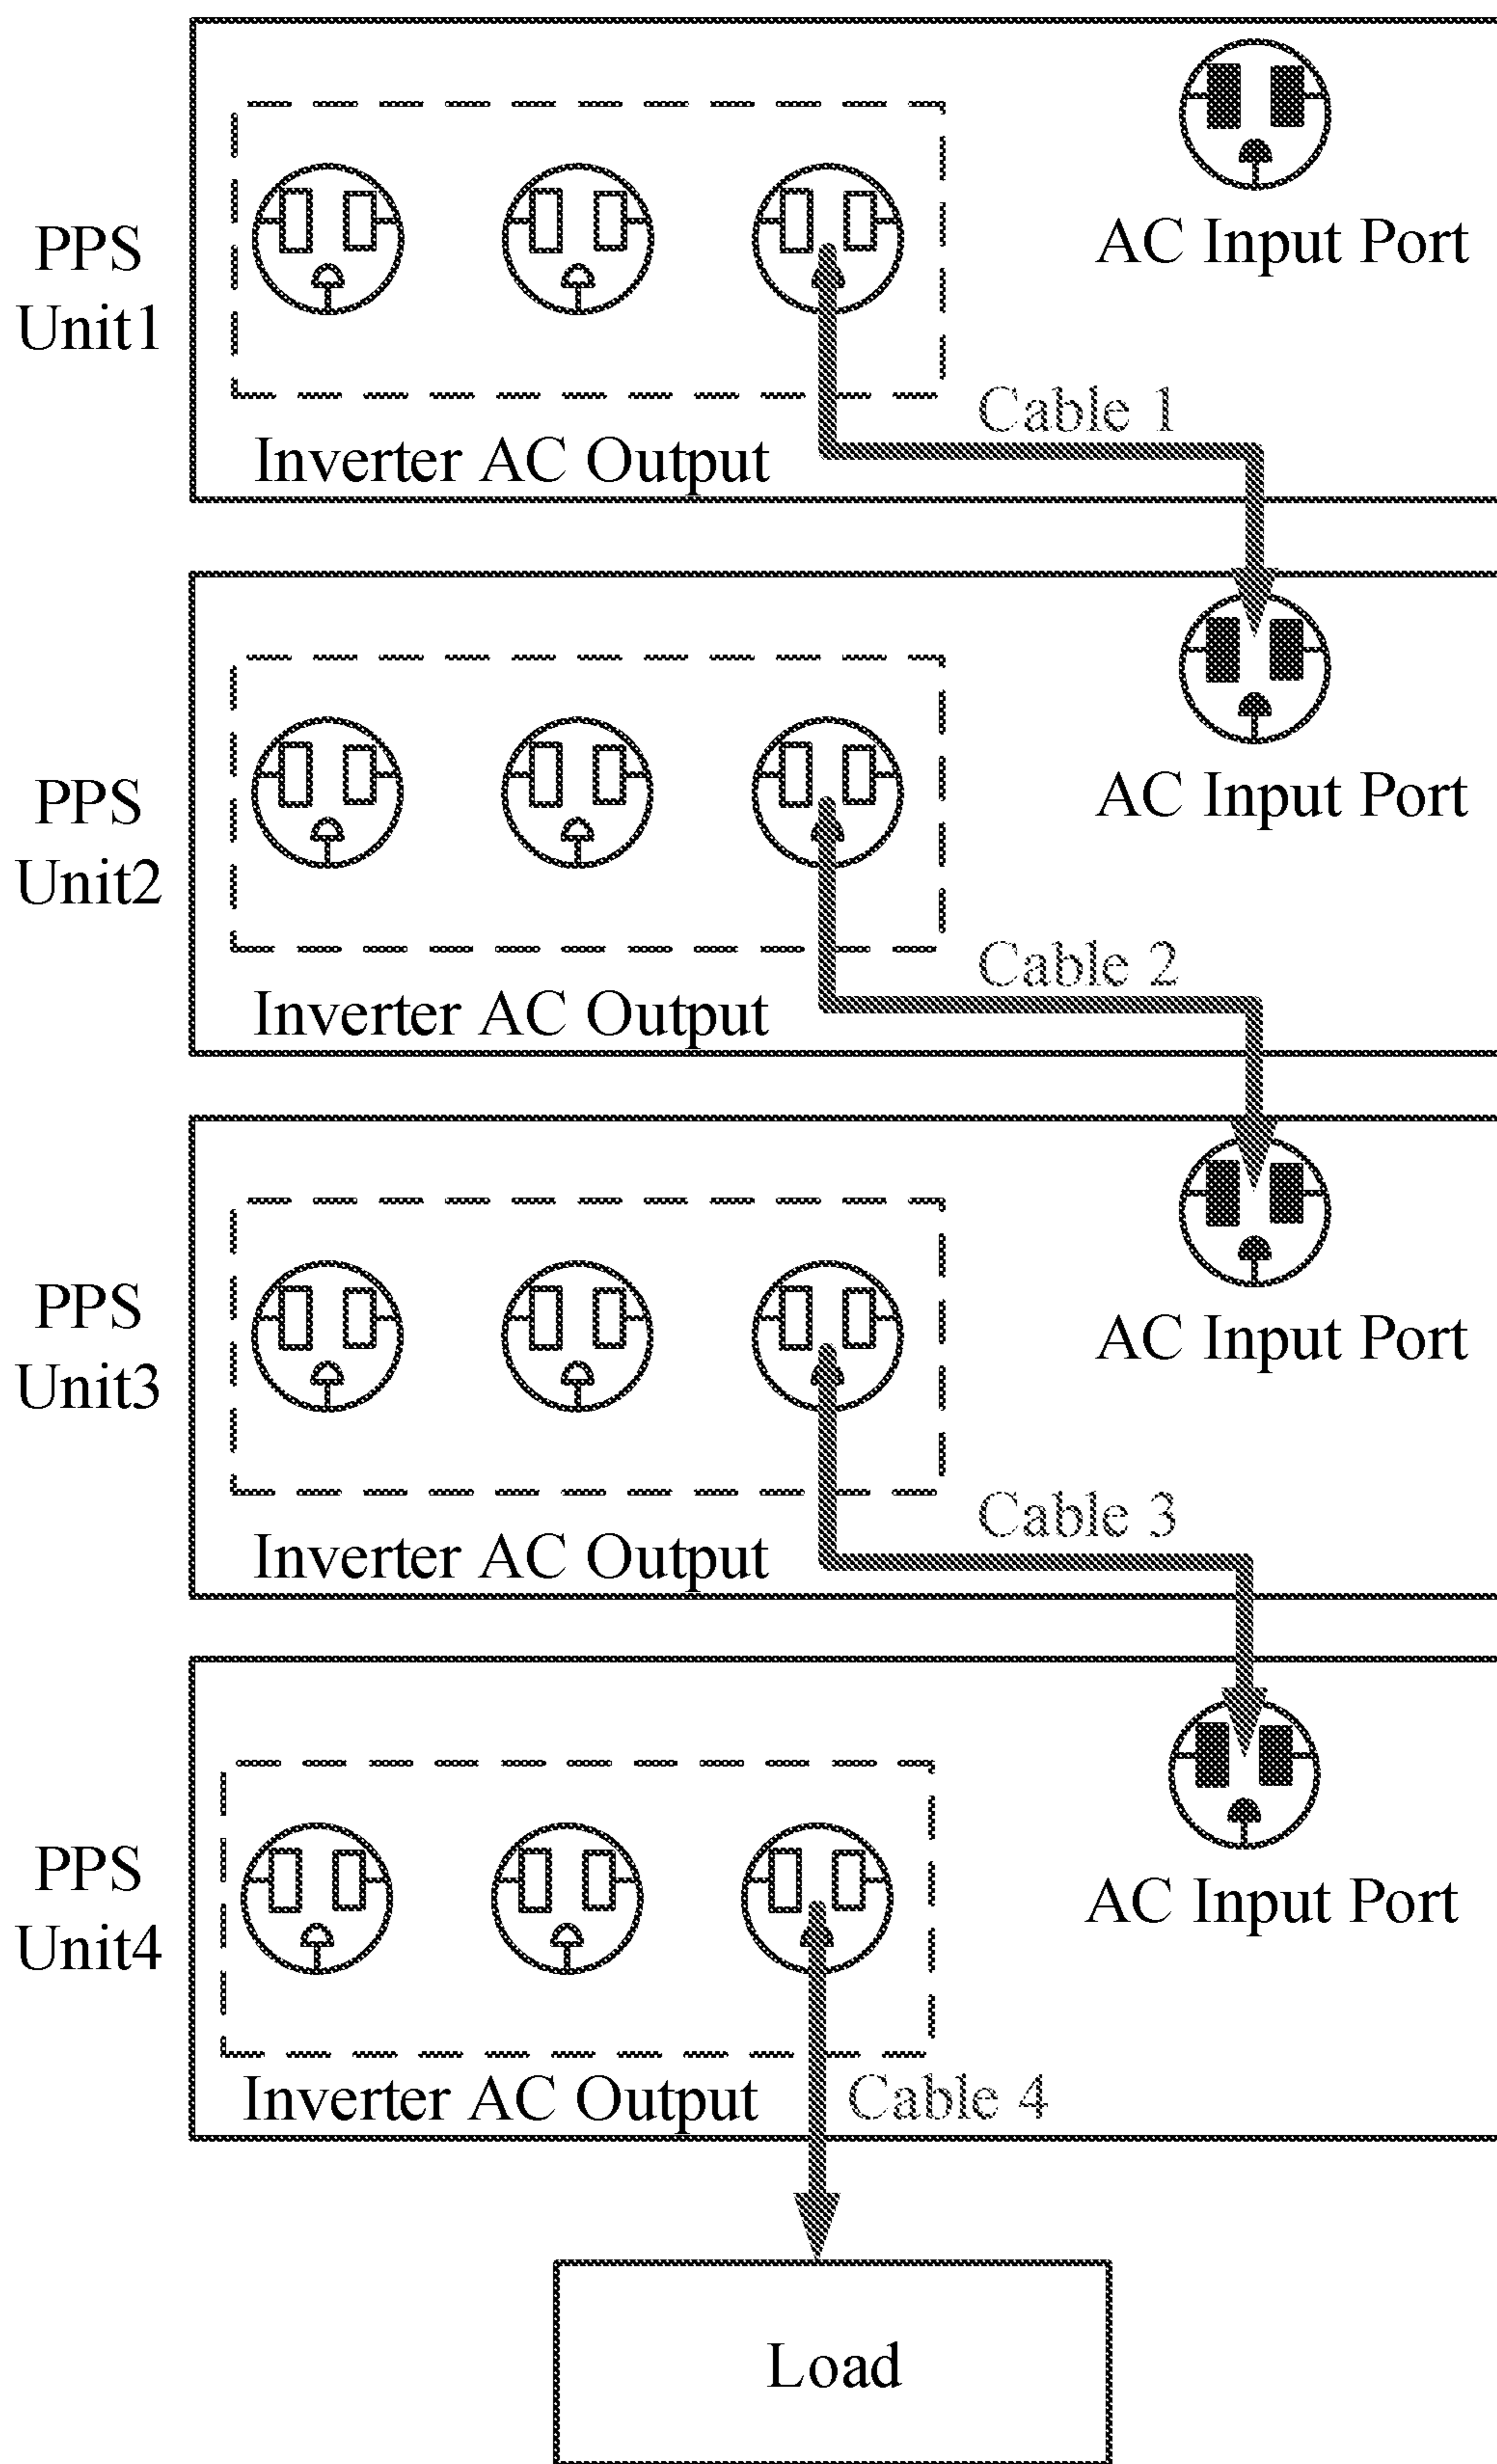 PPS
Unit1
AC Input Port
Cable 1
Inverter AC Output
PPS
Unit2
AC Input Port
Cable 2
Inverter AC Output
PPS
Unit3
AC Input Port
Cable 3
Inverter AC Output
PPS
Unit4
AC Input Port
Inverter AC Output
Cable 4
Load